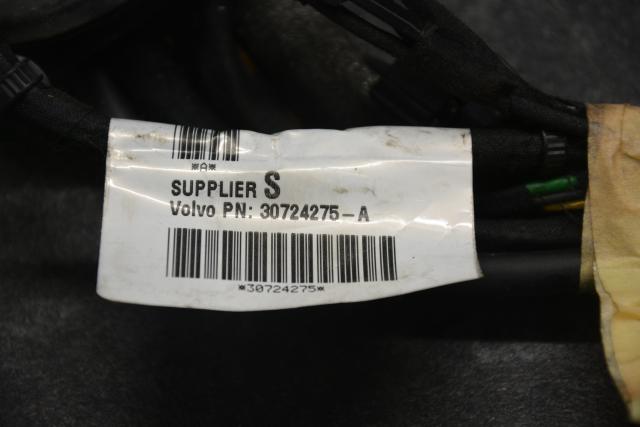 *A*
SUPPLIER S
Volvo PN: 30724275-A
*30724275*